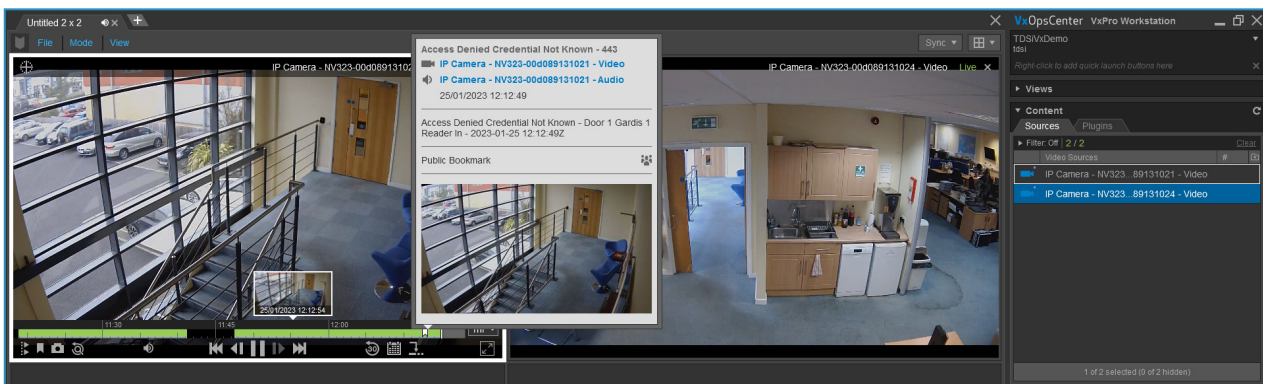 Untitled 2 x 2
File Mode View
Sync
IP Camera - NV323-00d08913102
11:30 11:45 12:00
25/01/2023 12:12:54
30
Access Denied Credential Not Known - 443
IP Camera - NV323-00d089131021 - Video
IP Camera - NV323-00d089131021 - Audio
25/01/2023 12:12:49
Access Denied Credential Not Known - Door 1 Gardis 1
Reader In - 2023-01-25 12:12:49Z
Public Bookmark
IP Camera - NV323-00d089131024 - Video Live
VxOpsCenter VxPro Workstation
TDSiVxDemo
tdsi
Right-click to add quick launch buttons here
Views
Content
Sources Plugins
Filter: Off 2 / 2 Clear
Video Sources #
IP Camera - NV323...89131021 - Video
IP Camera - NV323...89131024 - Video
1 of 2 selected (0 of 2 hidden)